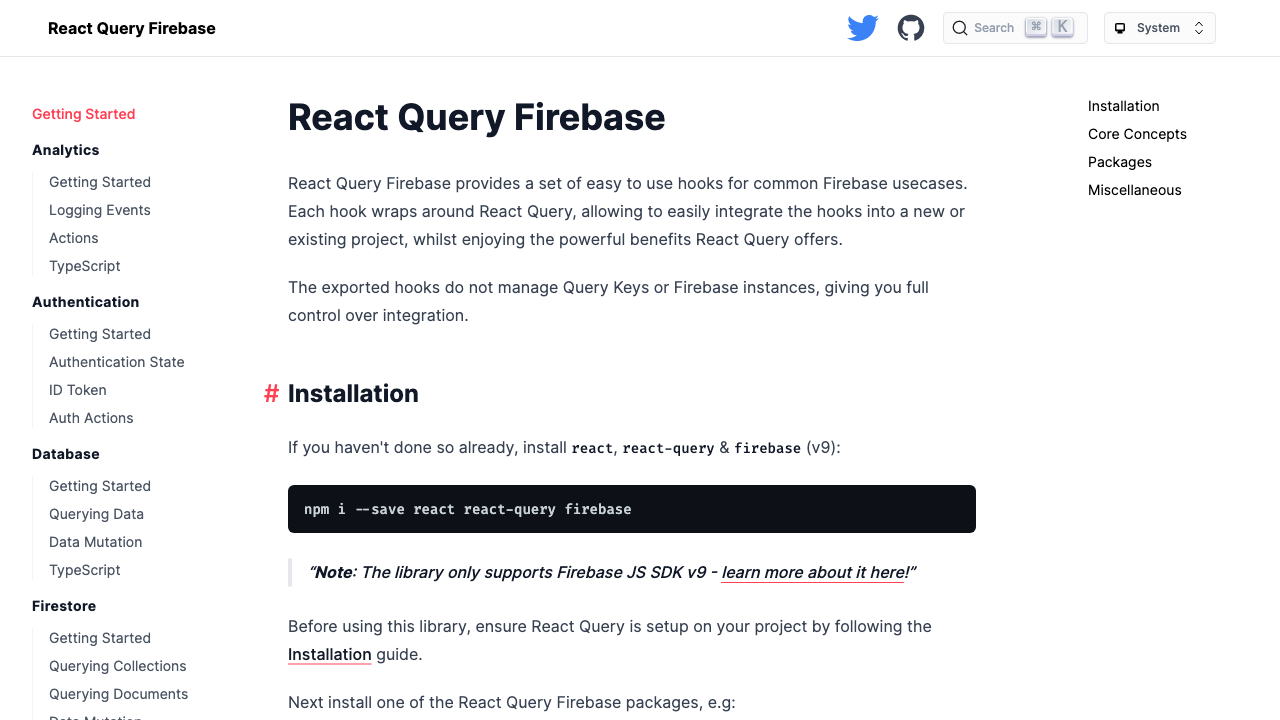 React Query Firebase
Search ⌘ K
System
Getting Started
Analytics
Getting Started
Logging Events
Actions
TypeScript
Authentication
Getting Started
Authentication State
ID Token
Auth Actions
Database
Getting Started
Querying Data
Data Mutation
TypeScript
Firestore
Getting Started
Querying Collections
Querying Documents
Data Mutation
React Query Firebase
React Query Firebase provides a set of easy to use hooks for common Firebase usecases.
Each hook wraps around React Query, allowing to easily integrate the hooks into a new or
existing project, whilst enjoying the powerful benefits React Query offers.
The exported hooks do not manage Query Keys or Firebase instances, giving you full
control over integration.
# Installation
If you haven't done so already, install react, react-query & firebase (v9):
npm i --save react react-query firebase
“Note: The library only supports Firebase JS SDK v9 - learn more about it here!”
Before using this library, ensure React Query is setup on your project by following the
Installation guide.
Next install one of the React Query Firebase packages, e.g:
Installation
Core Concepts
Packages
Miscellaneous